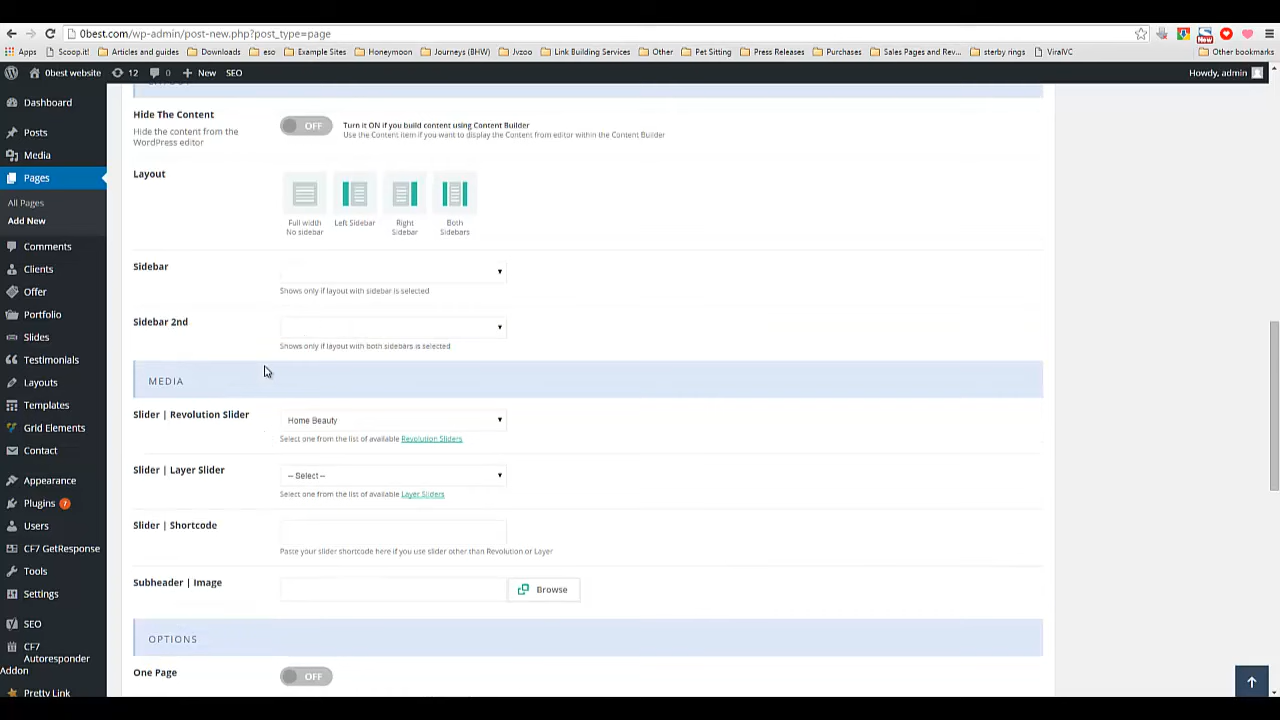 0best.com/wp-admin/post-new.php?post_type=page
Apps Scoop.it! Articles and guides Downloads eso Example Sites Honeymoon Journeys (BHW) Jvzoo Link Building Services Other Pet Sitting Press Releases Purchases Sales Pages and Rev... sterby rings ViralVC Other bookmarks
New
0best website 12 0 New SEO Howdy, admin
Dashboard
Posts
Media
Pages
All Pages
Add New
Comments
Clients
Offer
Portfolio
Slides
Testimonials
Layouts
Templates
Grid Elements
Contact
Appearance
Plugins 7
Users
CF7 GetResponse
Tools
Settings
SEO
CF7
Autoresponder
Addon
Pretty Link
Hide The Content
Hide the content from the
WordPress editor
OFF
Turn it ON if you build content using Content Builder
Use the Content item if you want to display the Content from editor within the Content Builder
Layout
Full width
No sidebar
Left Sidebar
Right
Sidebar
Both
Sidebars
Sidebar
Shows only if layout with sidebar is selected
Sidebar 2nd
Shows only if layout with both sidebars is selected
MEDIA
Slider | Revolution Slider
Home Beauty
Select one from the list of available Revolution Sliders
Slider | Layer Slider
-- Select --
Select one from the list of available Layer Sliders
Slider | Shortcode
Paste your slider shortcode here if you use slider other than Revolution or Layer
Subheader | Image
Browse
OPTIONS
One Page
OFF